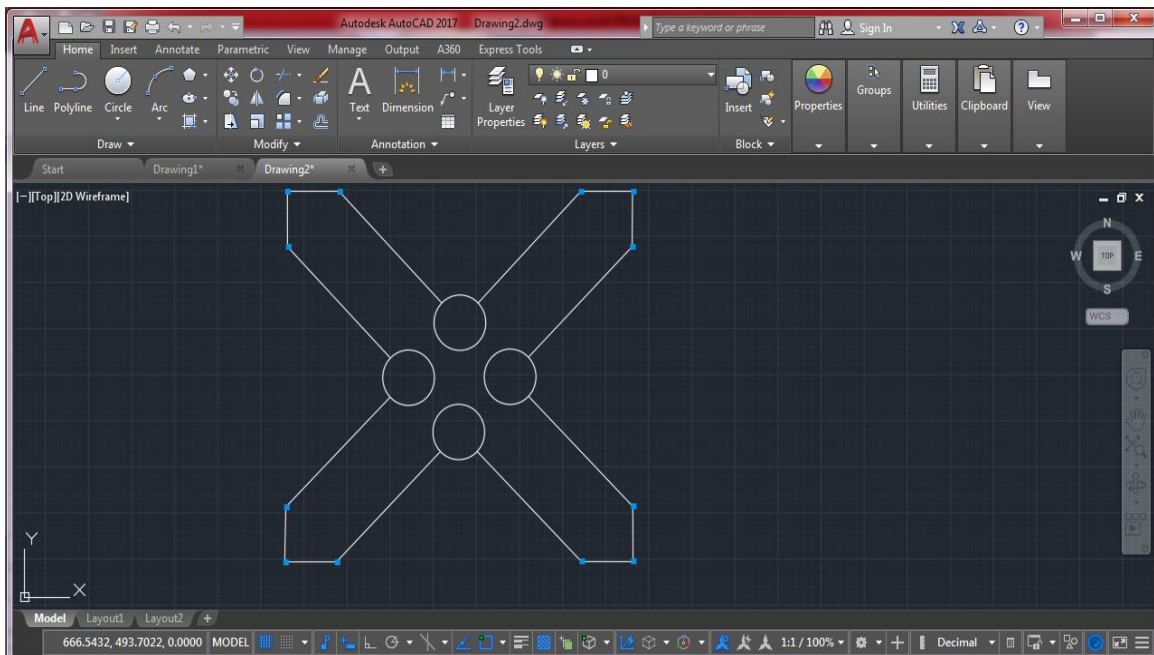 A Autodesk AutoCAD 2017 Drawing2.dwg Type a keyword or phrase Sign In
Home Insert Annotate Parametric View Manage Output A360 Express Tools
0
Line Polyline Circle Arc Text Dimension Layer Properties Insert Properties Groups Utilities Clipboard View
Draw Modify Annotation Layers Block
Start Drawing1* Drawing2*
[−][Top][2D Wireframe]
N
W TOP E
S
WCS
Y
X
Model Layout1 Layout2 +
666.5432, 493.7022, 0.0000 MODEL 1:1 / 100% Decimal